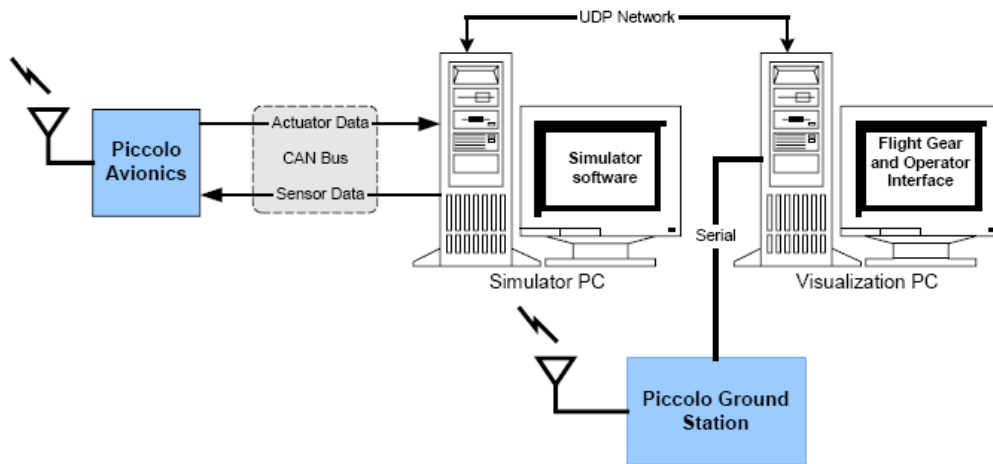 UDP Network
Piccolo
Avionics
Actuator Data
CAN Bus
Sensor Data
Simulator
software
Flight Gear
and Operator
Interface
Serial
Simulator PC
Visualization PC
Piccolo Ground
Station